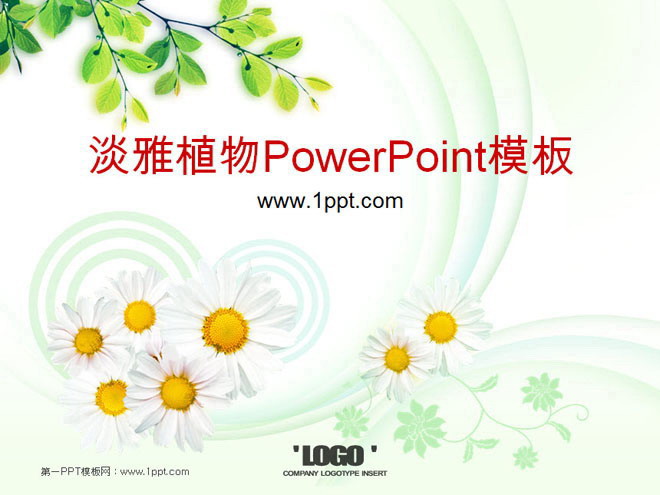 淡雅植物PowerPoint模板
www.1ppt.com
' LOGO '
COMPANY LOGOTYPE INSERT
第一PPT模板网：www.1ppt.com